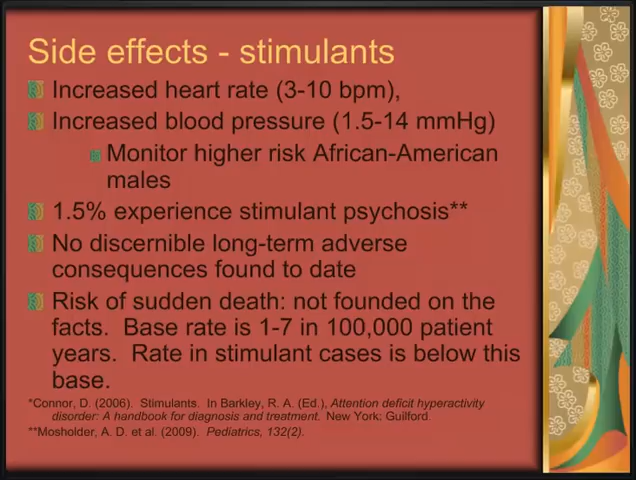 Side effects - stimulants
Increased heart rate (3-10 bpm),
Increased blood pressure (1.5-14 mmHg)
Monitor higher risk African-American
males
1.5% experience stimulant psychosis**
No discernible long-term adverse
consequences found to date
Risk of sudden death: not founded on the
facts. Base rate is 1-7 in 100,000 patient
years. Rate in stimulant cases is below this
base.
*Connor, D. (2006). Stimulants. In Barkley, R. A. (Ed.), Attention deficit hyperactivity
disorder: A handbook for diagnosis and treatment. New York: Guilford.
**Mosholder, A. D. et al. (2009). Pediatrics, 132(2).